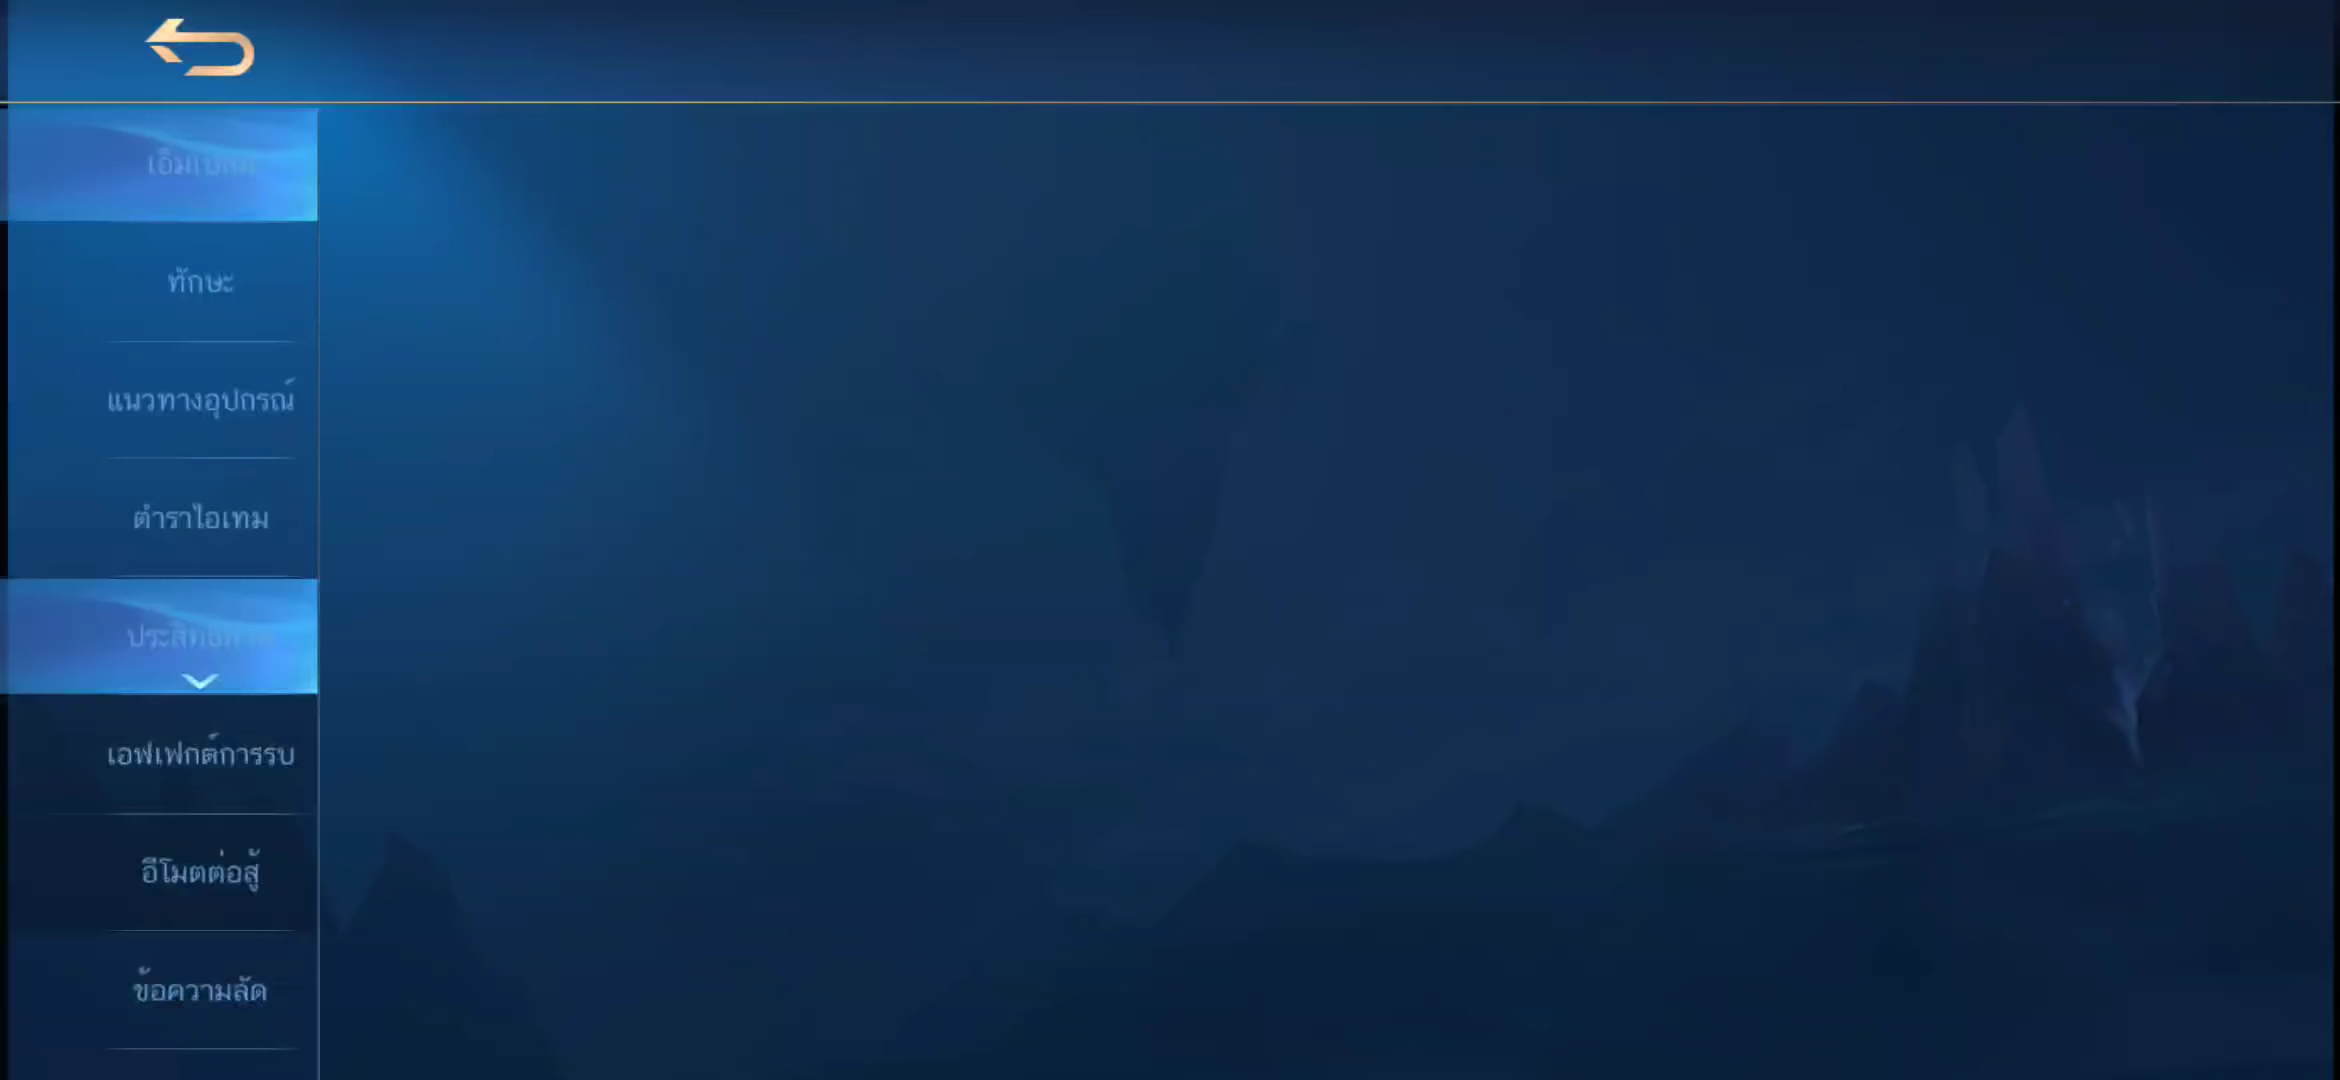 ทักษะ
แนวทางอุปกรณ์
ตำราไอเทม
เอฟเฟกต์การรบ
อีโมตต่อสู้
ข้อความลัด